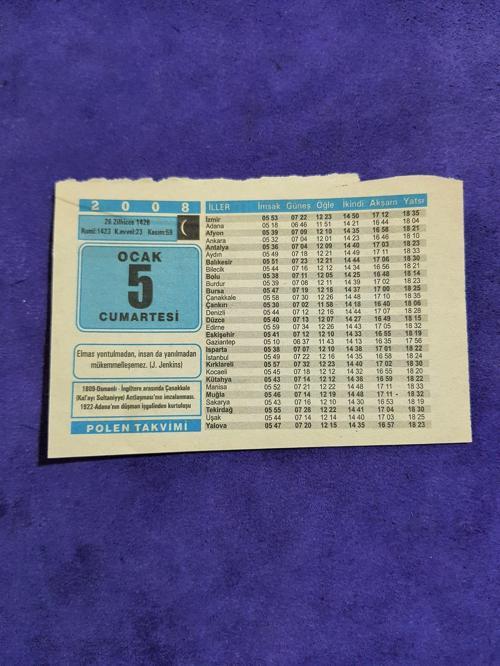 2 0 0 8
26 Zilhicce 1428
Rumi:1423 K.evvel:23 Kasım:59
OCAK
5
CUMARTESİ
Elmas yontulmadan, insan da yanılmadan
mükemmelleşemez. (J. Jenkins)
1809-Osmanlı - İngiltere arasında Çanakkale
(Kal'ayı Sultaniyye) Antlaşması'nın imzalanması.
1922-Adana'nın düşman işgalinden kurtuluşu
POLEN TAKVİMİ
İLLER İmsak Güneş Öğle İkindi Akşam Yatsı
İzmir 05 53 07 22 12 23 14 50 17 12 18 35
Adana 05 18 06 46 11 51 14 21 16 44 18 04
Afyon 05 39 07 09 12 10 14 35 16 58 18 21
Ankara 05 32 07 04 12 01 14 23 16 46 18 10
Antalya 05 36 07 04 12 09 14 40 17 03 18 23
Aydın 05 49 07 18 12 21 14 49 17 11 18 33
Balıkesir 05 51 07 23 12 21 14 44 17 06 18 30
Bilecik 05 44 07 16 12 12 14 34 16 56 18 21
Bolu 05 38 07 11 12 05 14 25 16 48 18 14
Burdur 05 39 07 08 12 11 14 39 17 02 18 23
Bursa 05 47 07 19 12 16 14 37 17 00 18 25
Çanakkale 05 58 07 30 12 26 14 48 17 10 18 35
Çankırı 05 30 07 02 11 58 14 18 16 40 18 06
Denizli 05 44 07 12 12 16 14 44 17 07 18 28
Düzce 05 40 07 13 12 07 14 27 16 49 18 15
Edirne 05 59 07 34 12 26 14 43 17 05 18 32
Eskişehir 05 41 07 12 12 10 14 33 16 55 18 19
Gaziantep 05 10 06 37 11 43 14 13 16 35 17 56
Isparta 05 38 07 07 12 10 14 38 17 01 18 22
İstanbul 05 49 07 22 12 15 14 35 16 58 18 24
Kırklareli 05 57 07 32 12 23 14 40 17 02 18 30
Kocaeli 05 45 07 18 12 12 14 32 16 55 18 20
Kütahya 05 43 07 14 12 12 14 36 16 59 18 22
Manisa 05 52 07 21 12 22 14 48 17 11 18 33
Muğla 05 46 07 14 12 19 14 48 17 11 18 32
Sakarya 05 43 07 16 12 10 14 30 16 53 18 19
Tekirdağ 05 55 07 28 12 22 14 41 17 04 18 30
Uşak 05 44 07 14 12 15 14 40 17 03 18 25
Yalova 05 47 07 20 12 15 14 35 16 57 18 23